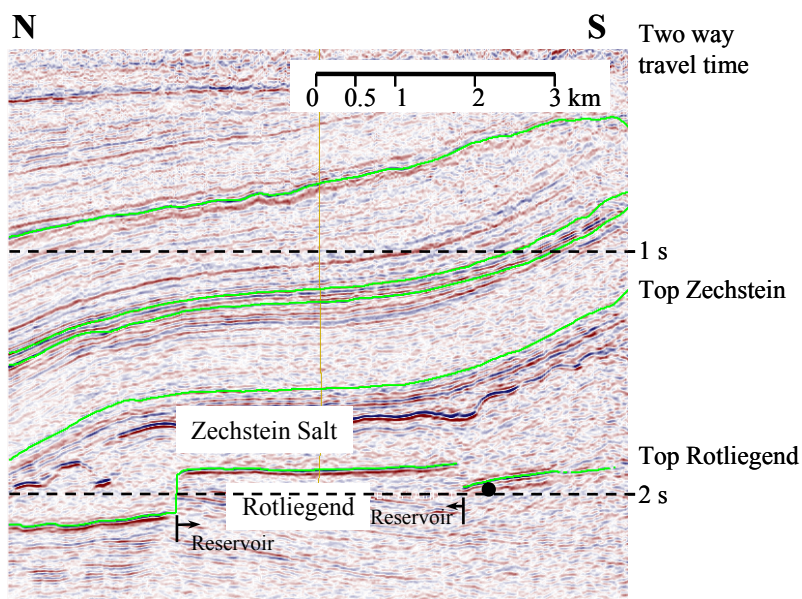 N
S
Two way
travel time
0 0.5 1 2 3 km
1 s
Top Zechstein
Zechstein Salt
Top Rotliegend
2 s
Rotliegend
Reservoir
Reservoir